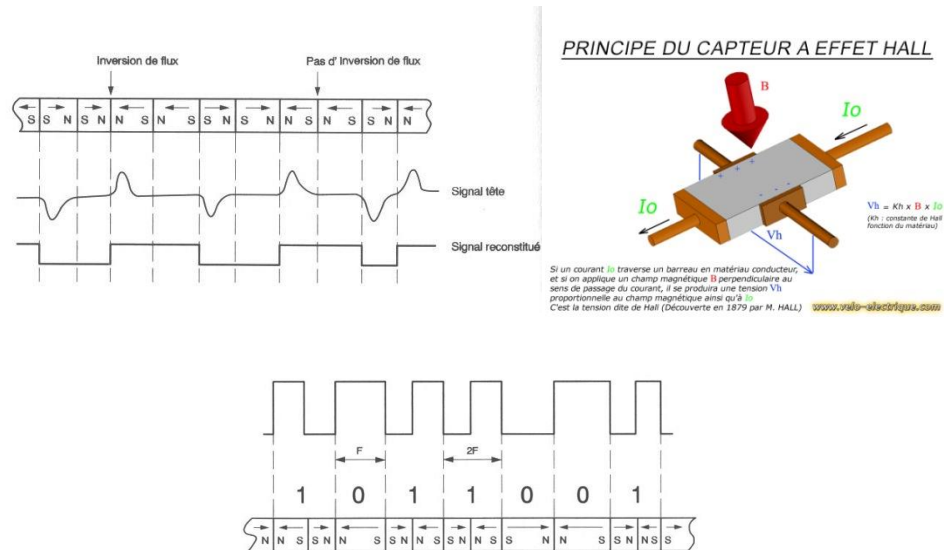 Inversion de flux
Pas d' Inversion de flux
S S N S N N S N S S N S N N S N S S N N
Signal tête
Signal reconstitué
PRINCIPE DU CAPTEUR A EFFET HALL
B
Io
Io
Vh
+ + +
- - -
Vh = Kh x B x Io
(Kh : constante de Hall
fonction du matériau)
Si un courant Io traverse un barreau en matériau conducteur,
et si on applique un champ magnétique B perpendiculaire au
sens de passage du courant, il se produira une tension Vh
proportionnelle au champ magnétique ainsi qu'à Io
C'est la tension dite de Hall (Découverte en 1879 par M. HALL)
www.velo-electrique.com
F
2F
1 0 1 1 0 0 1
N N S N S S N N S S N N S S N N S S N N S S